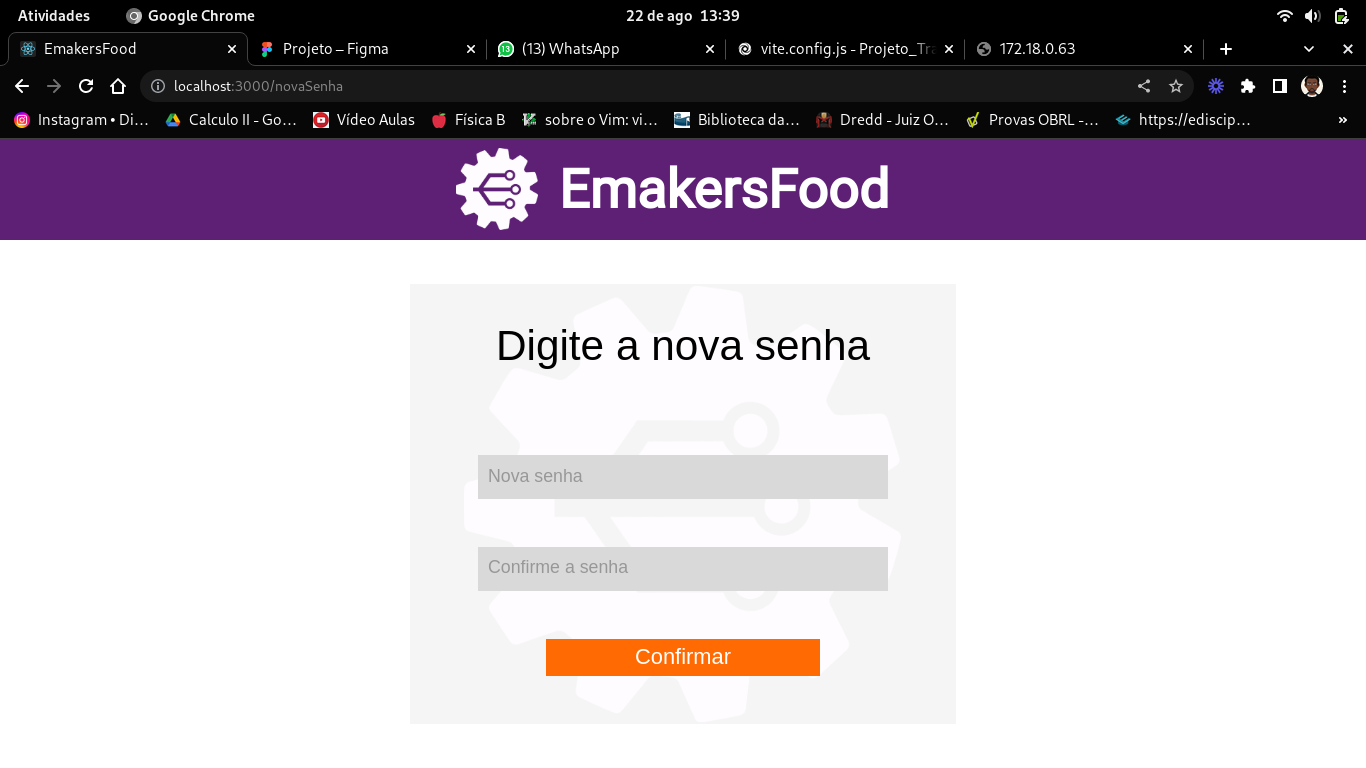 Atividades Google Chrome 22 de ago 13:39
EmakersFood Projeto – Figma (13) WhatsApp vite.config.js - Projeto_Tra 172.18.0.63
localhost:3000/novaSenha
Instagram • Di… Calculo II - Go… Vídeo Aulas Física B sobre o Vim: vi… Biblioteca da… Dredd - Juiz O… Provas OBRL -… https://ediscip… »
EmakersFood
Digite a nova senha
Nova senha
Confirme a senha
Confirmar